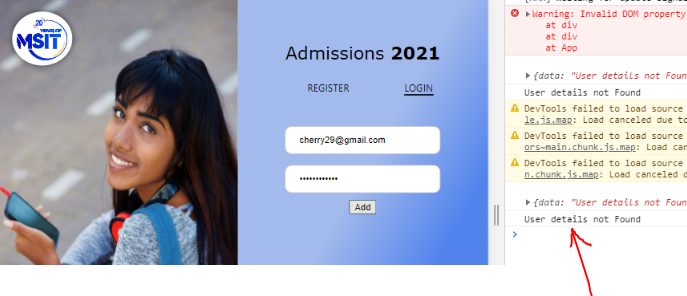 20 YEARS OF
MSIT
Admissions 2021
REGISTER LOGIN
cherry29@gmail.com
••••••••••••
Add
Warning: Invalid DOM property
at div
at div
at App
{data: "User details not Foun
User details not Found
DevTools failed to load source
le.js.map: Load canceled due to
DevTools failed to load source
ors~main.chunk.js.map: Load can
DevTools failed to load source
n.chunk.js.map: Load canceled d
{data: "User details not Foun
User details not Found